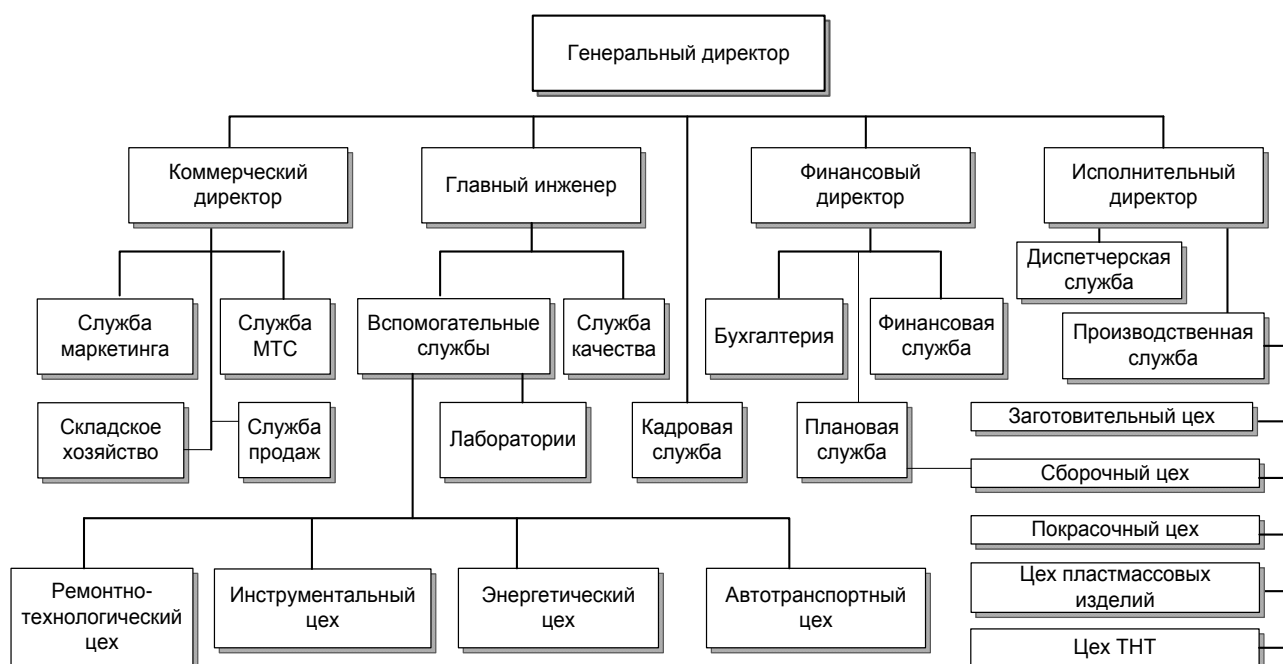 Генеральный директор
Коммерческий
директор
Главный инженер
Финансовый
директор
Исполнительный
директор
Диспетчерская
служба
Служба
маркетинга
Служба
МТС
Вспомогательные
службы
Служба
качества
Бухгалтерия
Финансовая
служба
Производственная
служба
Складское
хозяйство
Служба
продаж
Лаборатории
Кадровая
служба
Плановая
служба
Заготовительный цех
Сборочный цех
Покрасочный цех
Цех пластмассовых
изделий
Цех ТНТ
Ремонтно-
технологический
цех
Инструментальный
цех
Энергетический
цех
Автотранспортный
цех